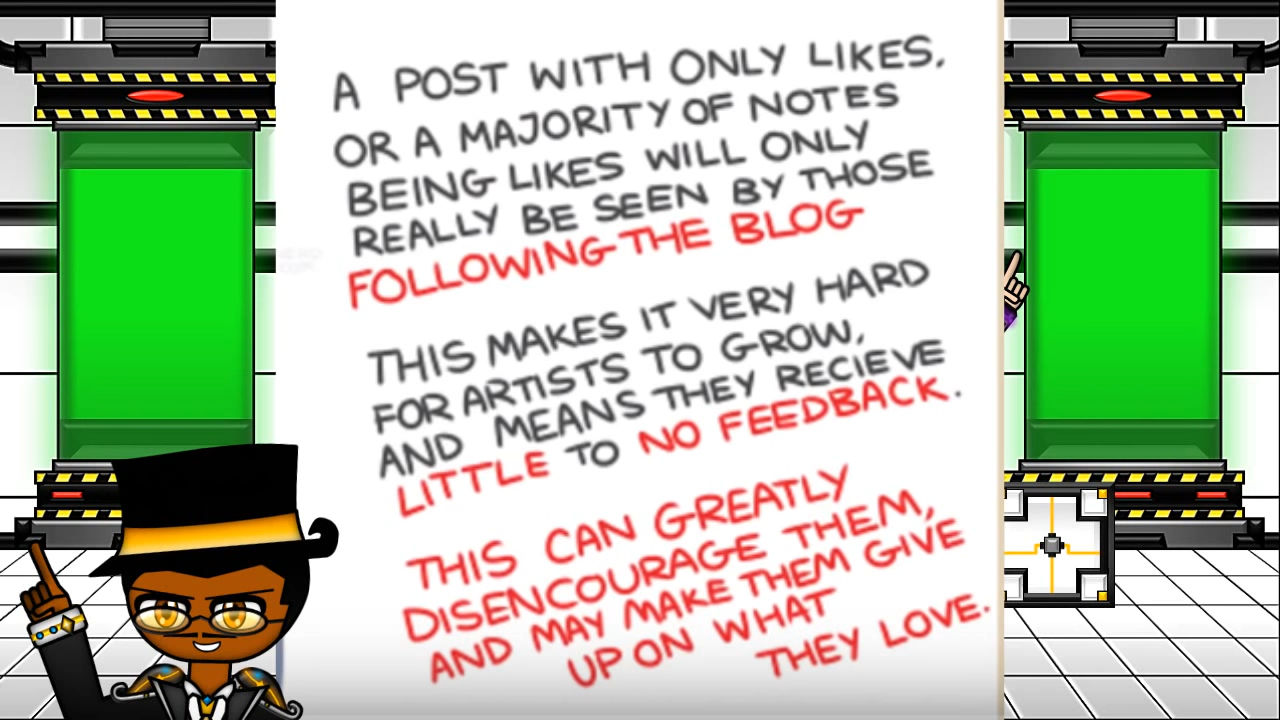 A POST WITH ONLY LIKES,
OR A MAJORITY OF NOTES
BEING LIKES WILL ONLY
REALLY BE SEEN BY THOSE
FOLLOWING THE BLOG
THIS MAKES IT VERY HARD
FOR ARTISTS TO GROW,
AND MEANS THEY RECIEVE
LITTLE TO NO FEEDBACK.
THIS CAN GREATLY
DISENCOURAGE THEM,
AND MAY MAKE THEM GIVE
UP ON WHAT
THEY LOVE.